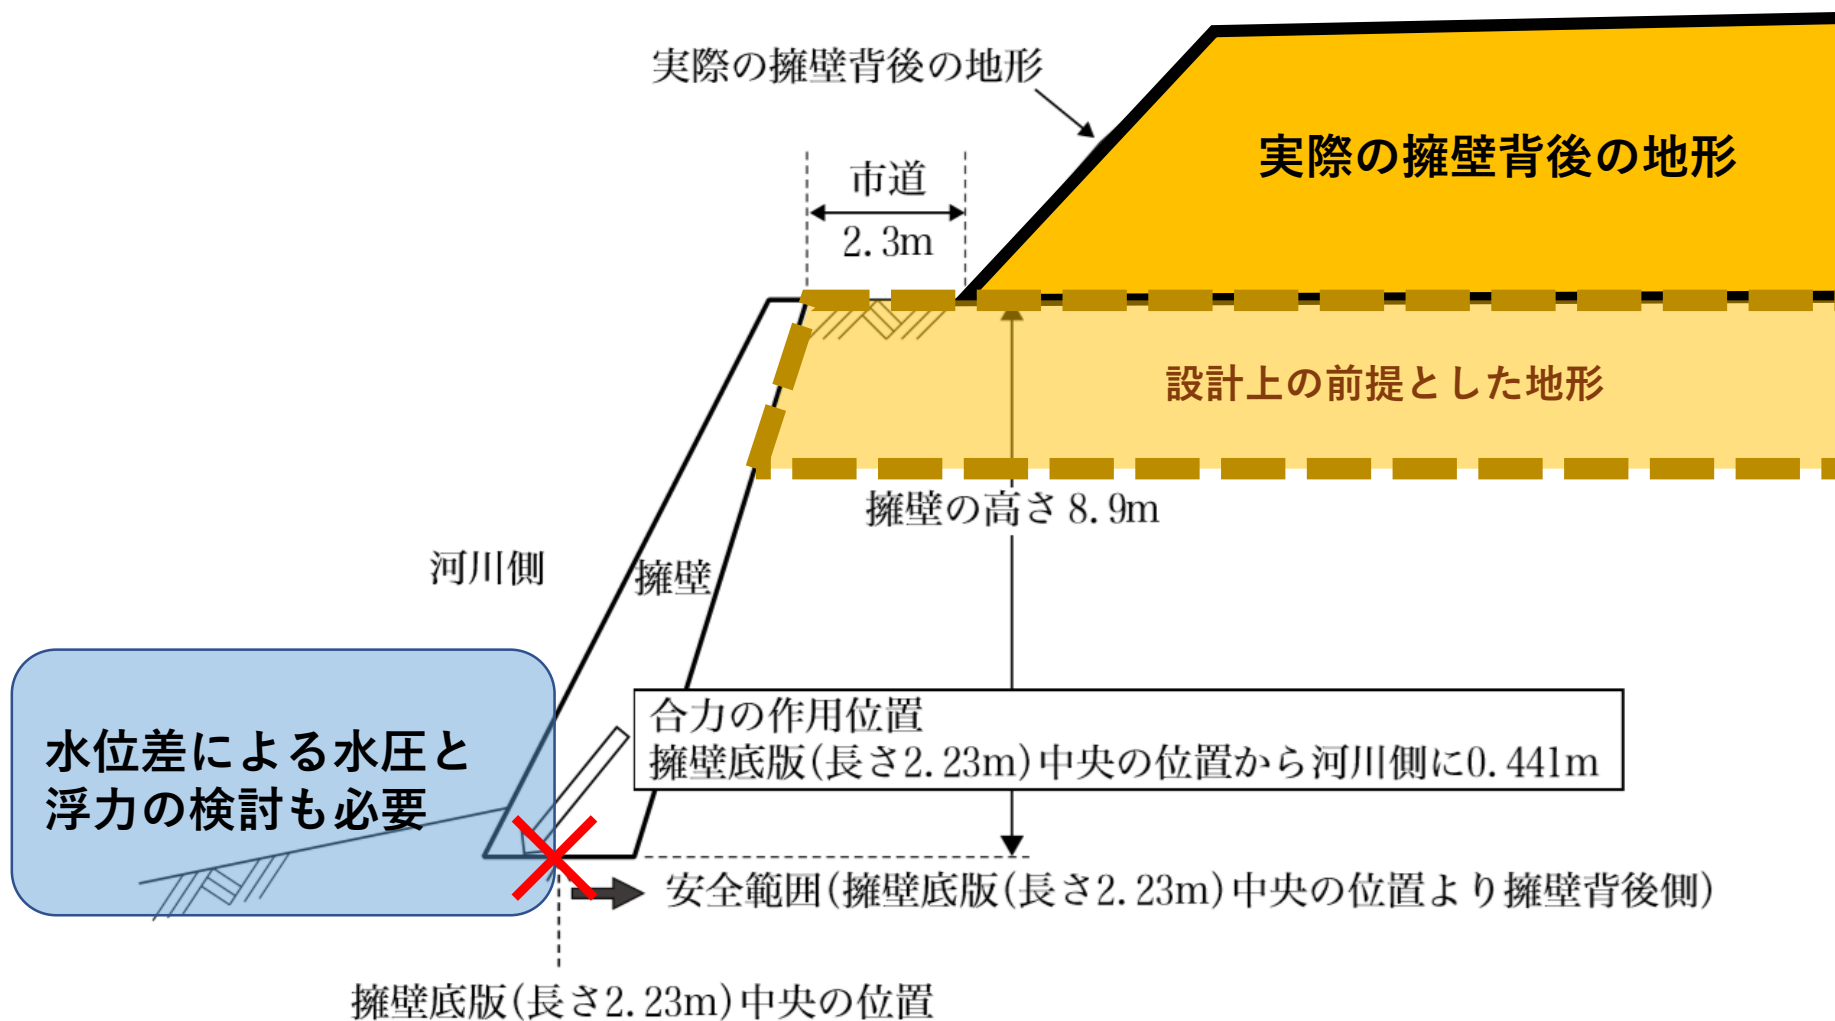 実際の擁壁背後の地形
実際の擁壁背後の地形
市道
2.3m
設計上の前提とした地形
擁壁の高さ 8.9m
河川側
擁壁
合力の作用位置
擁壁底版(長さ2.23m)中央の位置から河川側に0.441m
水位差による水圧と
浮力の検討も必要
安全範囲(擁壁底版(長さ2.23m)中央の位置より擁壁背後側)
擁壁底版(長さ2.23m)中央の位置